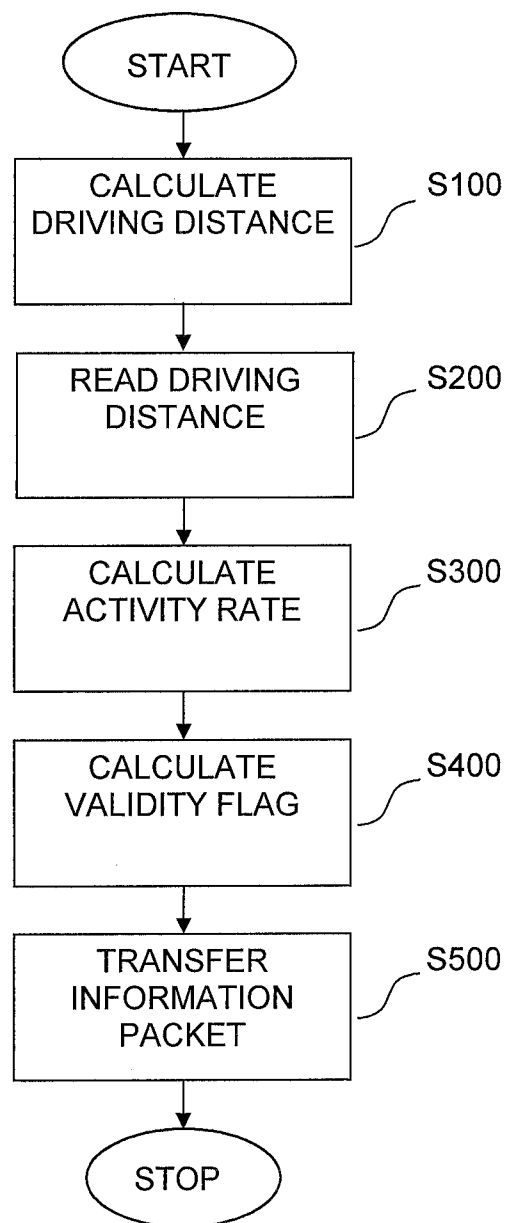 START
CALCULATE
DRIVING DISTANCE
S100
READ DRIVING
DISTANCE
S200
CALCULATE
ACTIVITY RATE
S300
CALCULATE
VALIDITY FLAG
S400
TRANSFER
INFORMATION
PACKET
S500
STOP